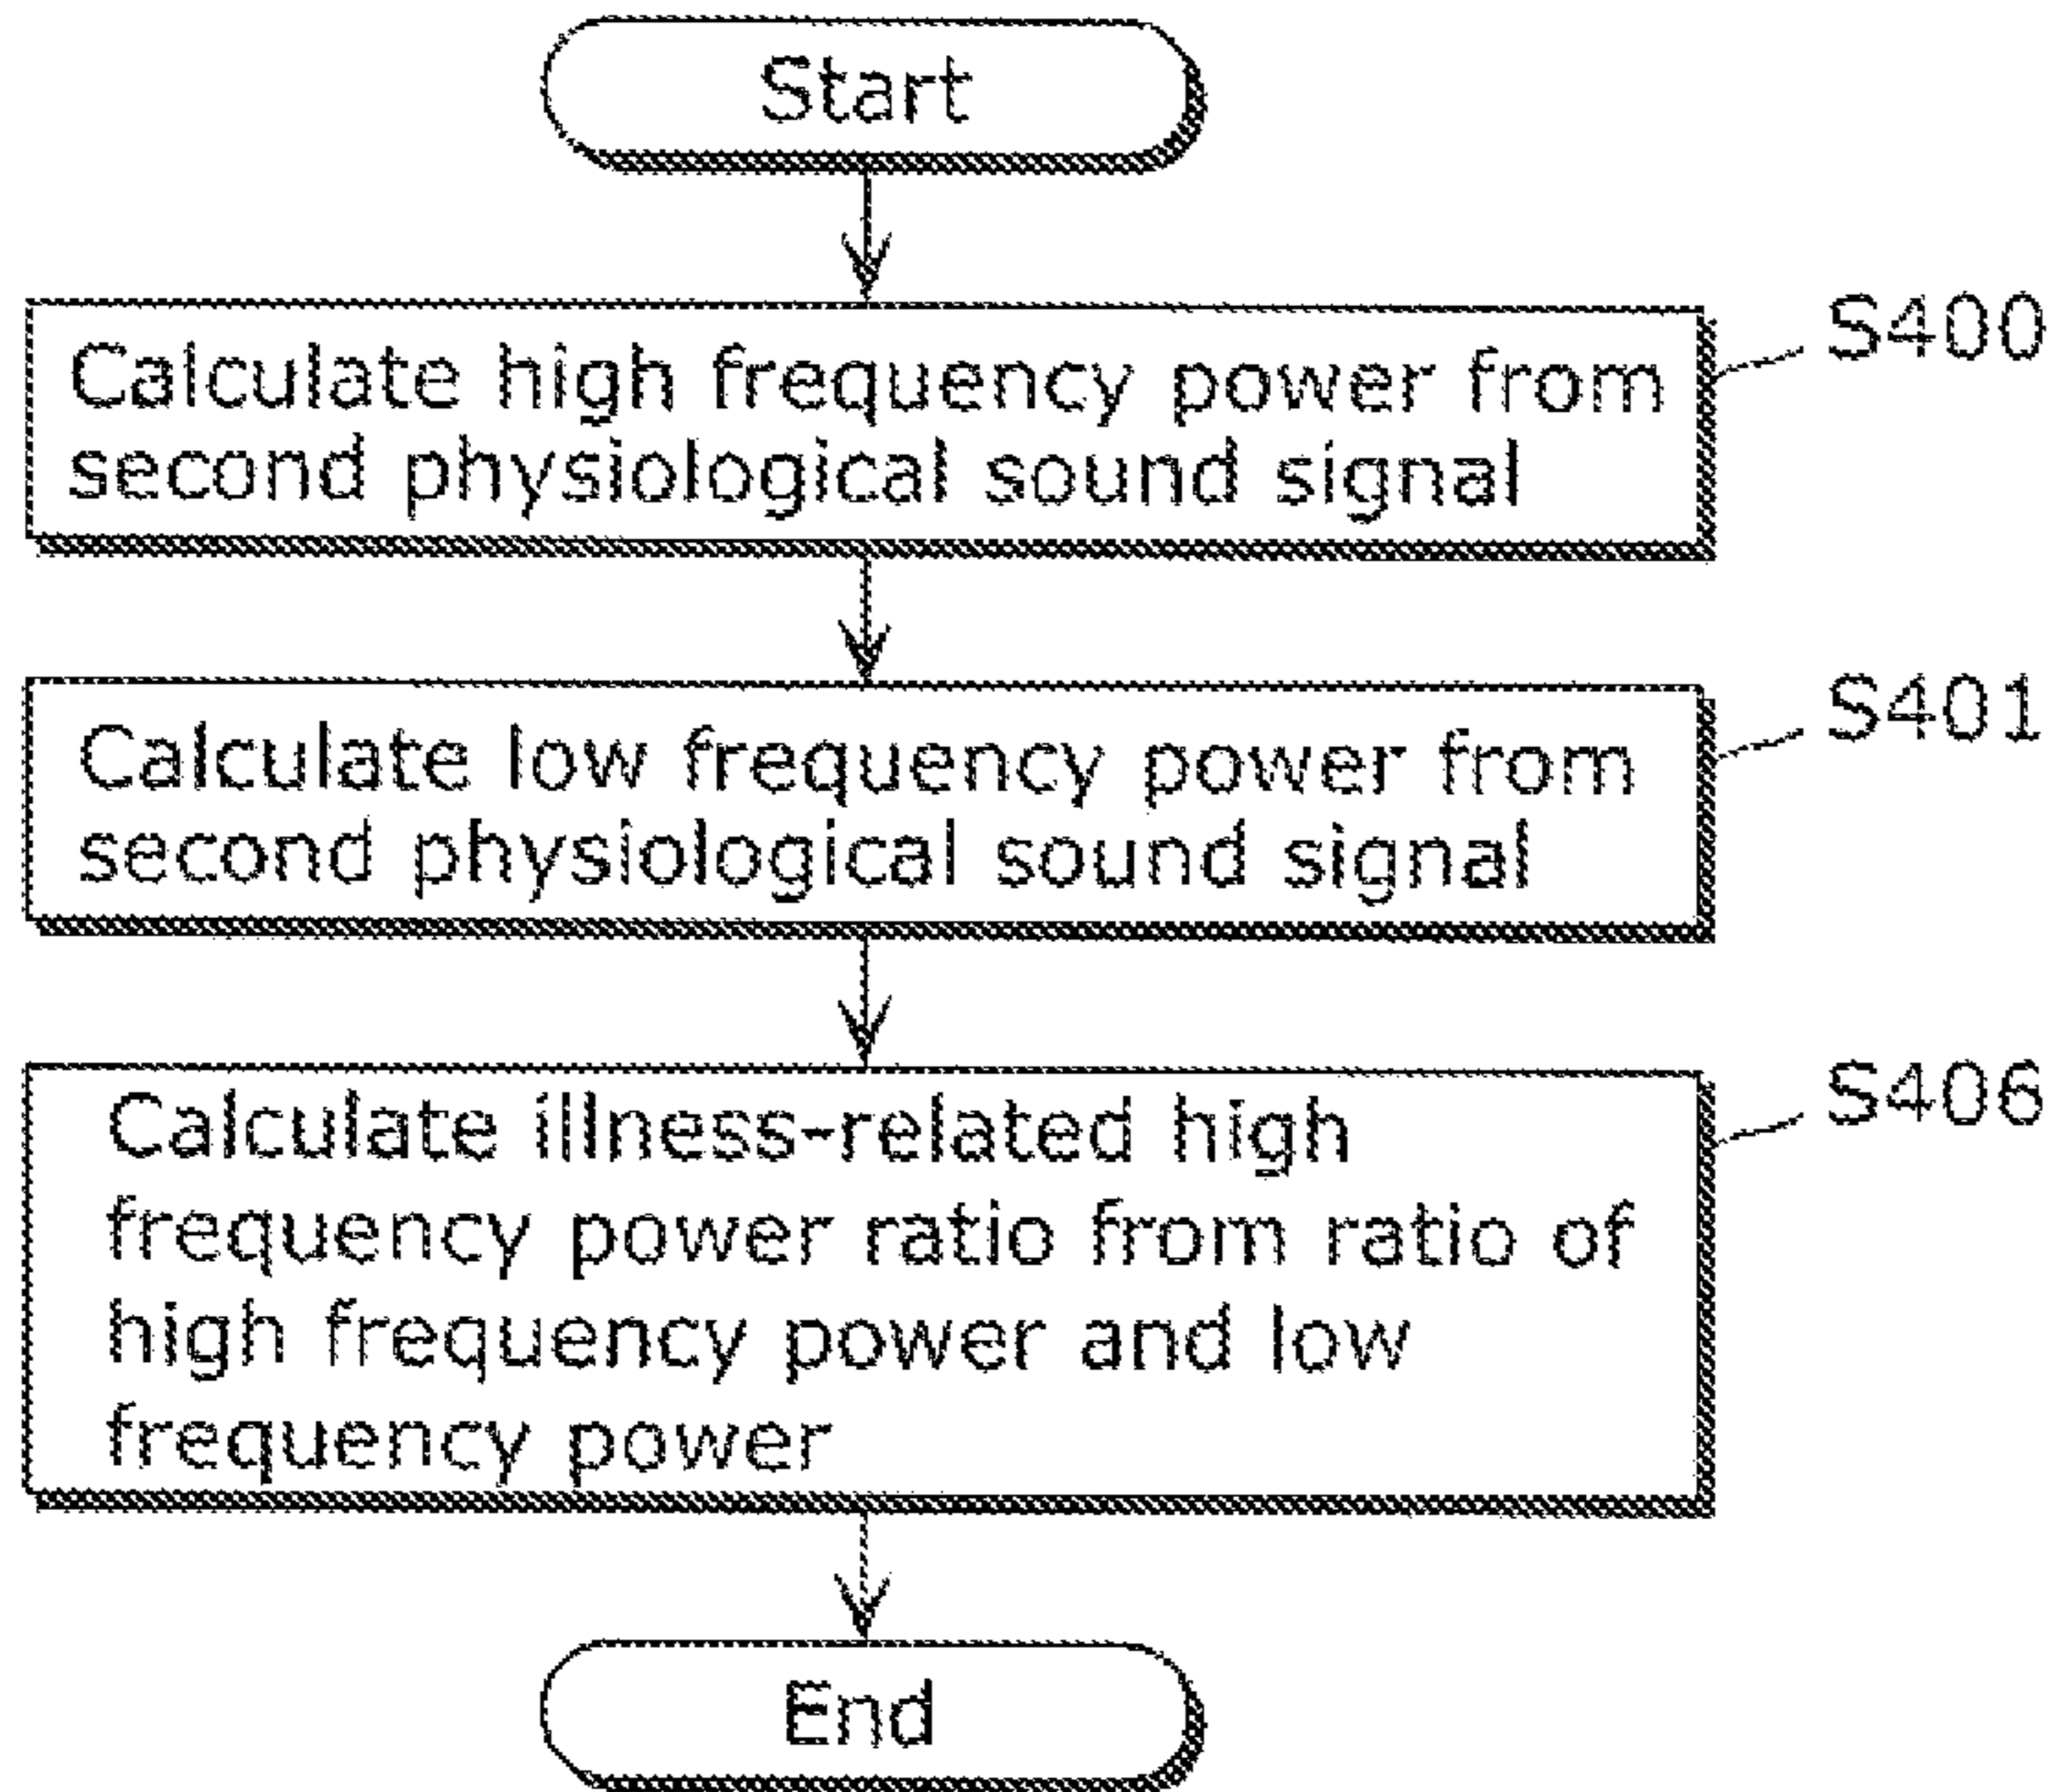 Start
Calculate high frequency power from
second physiological sound signal
S400
Calculate low frequency power from
second physiological sound signal
S401
Calculate illness-related high
frequency power ratio from ratio of
high frequency power and low
frequency power
S406
End